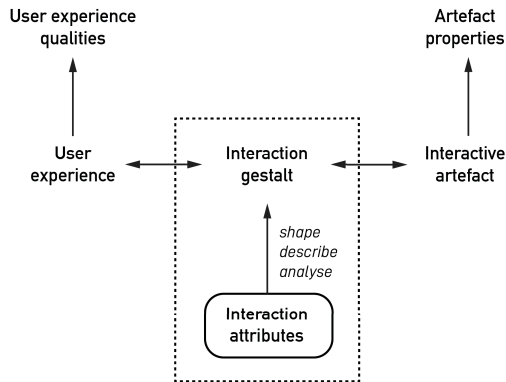 User experience
qualities
Artefact
properties
User
experience
Interaction
gestalt
Interactive
artefact
shape
describe
analyse
Interaction
attributes